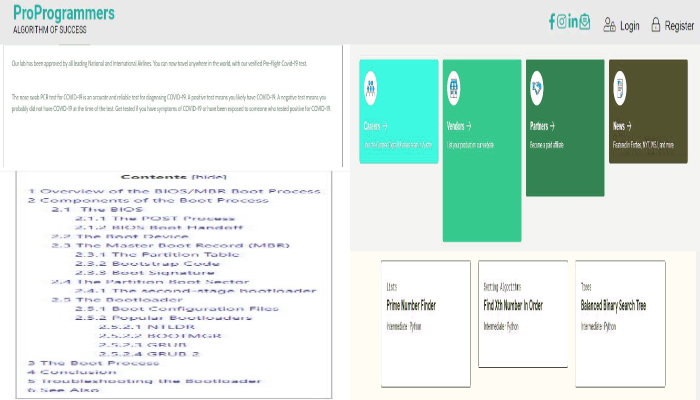 ProProgrammers
ALGORITHM OF SUCCESS
Login
Register
Our lab has been approved by all leading National and International Airlines. You can now travel anywhere in the world, with our verified Pre-flight Covid-19 test.
The nose swab PCR test for COVID-19 is an accurate and reliable test for diagnosing COVID-19. A positive test means you likely have COVID-19. A negative test means you
probably did not have COVID-19 at the time of the test. Get tested if you have symptoms of COVID-19 or have been exposed to someone who tested positive for COVID-19.
Careers →
Vendors →
List your product on our website
Partners →
Become a paid affiliate
News →
Featured in Forbes, NYT, WSJ, and more
Contents [hide]
1 Overview of the BIOS/MBR Boot Process
2 Components of the Boot Process
2.1 The BIOS
2.1.1 The POST Process
2.1.2 BIOS Boot Handoff
2.2 The Boot Device
2.3 The Master Boot Record (MBR)
2.3.1 The Partition Table
2.3.2 Bootstrap Code
2.3.3 Boot Signature
2.4 The Partition Boot Sector
2.4.1 The second-stage bootloader
2.5 The Bootloader
2.5.1 Boot Configuration Files
2.5.2 Popular Bootloaders
2.5.2.1 NTLDR
2.5.2.2 BOOTMGR
2.5.2.3 GRUB
2.5.2.4 GRUB 2
3 The Boot Process
4 Conclusion
5 Troubleshooting the Bootloader
6 See Also
Lists
Prime Number Finder
Intermediate · Python
Sorting Algorithm
Find Xth Number In Order
Intermediate · Python
Trees
Balanced Binary Search Tree
Intermediate · Python